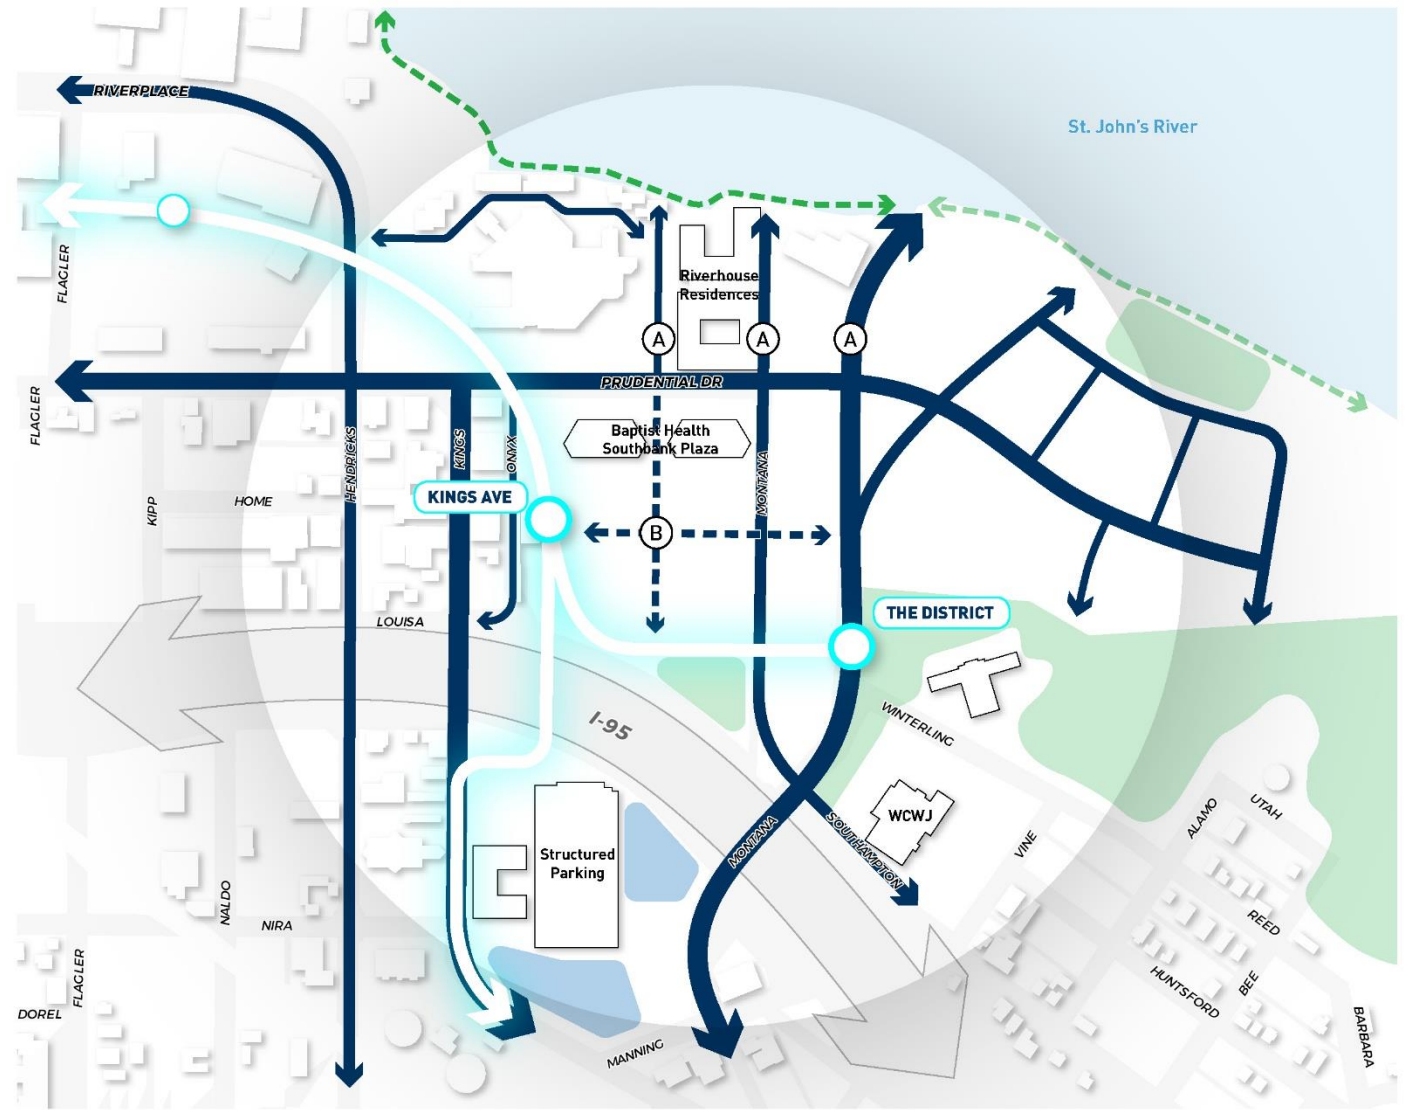 RIVERPLACE
St. John's River
FLAGLER
Riverhouse
Residences
A
A
A
PRUDENTIAL DR
FLAGLER
Baptist Health
Southbank Plaza
HENDRICKS
KINGS
ONYX
MONTANA
KIPP
HOME
KINGS AVE
B
LOUISA
THE DISTRICT
I-95
WINTERLING
WCWJ
SOUTHAMPTON
MONTANA
VINE
ALAMO
UTAH
Structured
Parking
NALDO
NIRA
REED
BEE
HUNTSFORD
FLAGLER
DOREL
MANNING
BARBARA